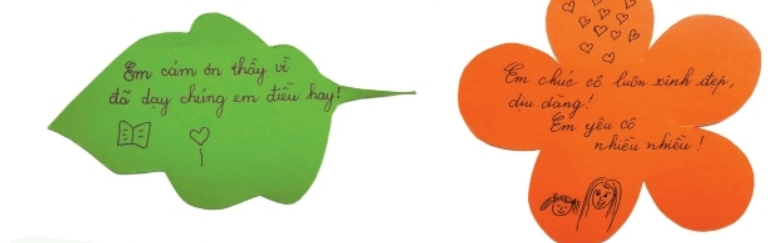 Em cảm ơn thầy vì
đã dạy chúng em điều hay!
Em chúc cô luôn xinh đẹp,
dịu dàng!
Em yêu cô
nhiều nhiều!